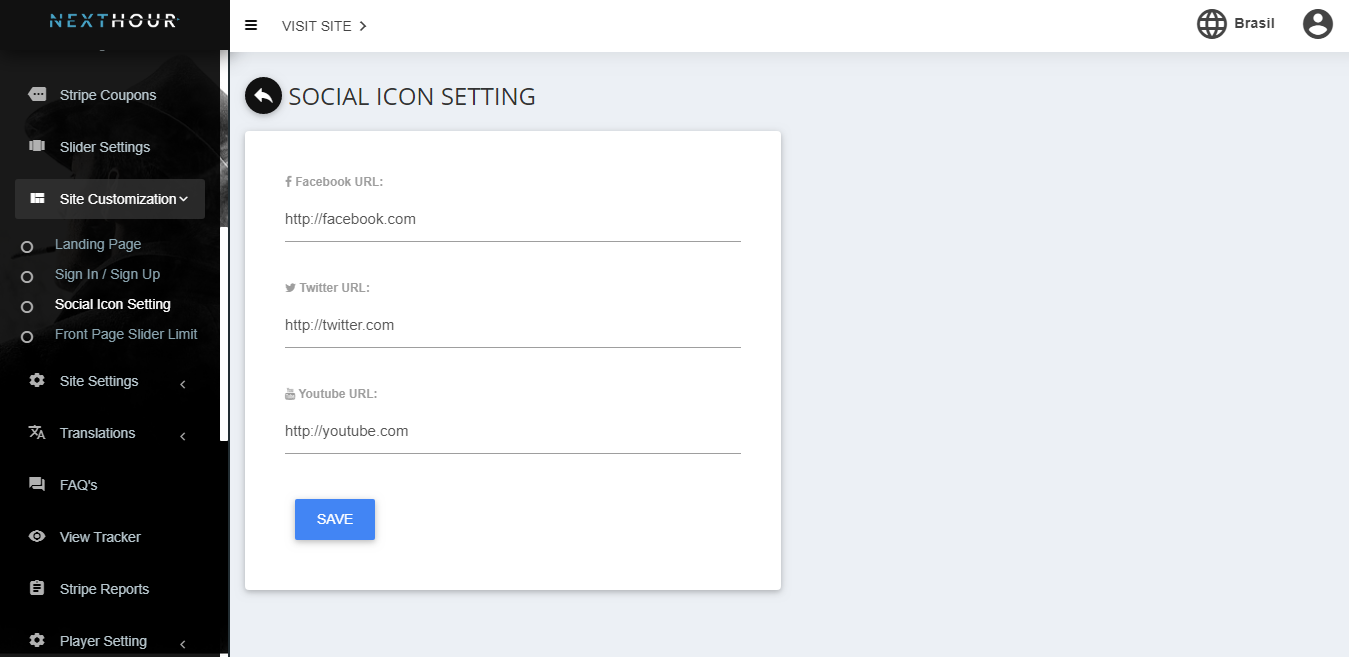 NEXTHOUR
VISIT SITE
Brasil
Stripe Coupons
Slider Settings
Site Customization
Landing Page
Sign In / Sign Up
Social Icon Setting
Front Page Slider Limit
Site Settings
Translations
FAQ's
View Tracker
Stripe Reports
Player Setting
SOCIAL ICON SETTING
Facebook URL:
http://facebook.com
Twitter URL:
http://twitter.com
Youtube URL:
http://youtube.com
SAVE